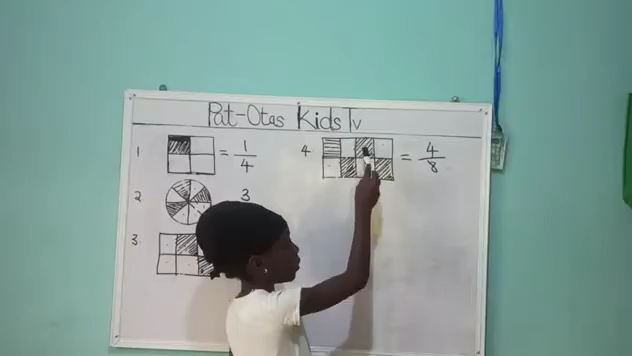 Pat-Otas Kids Tv
1 = 1/4
2 3
3.
4. = 4/8